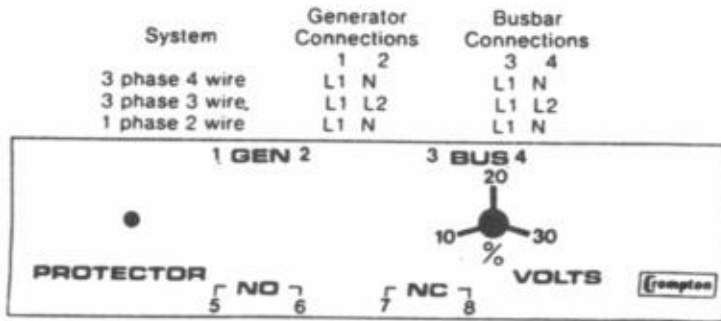 System Generator Connections Busbar Connections
1 2 3 4
3 phase 4 wire L1 N L1 N
3 phase 3 wire. L1 L2 L1 L2
1 phase 2 wire L1 N L1 N
1 GEN 2 3 BUS 4
20
10 30
%
PROTECTOR VOLTS Crompton
NO NC
5 6 7 8